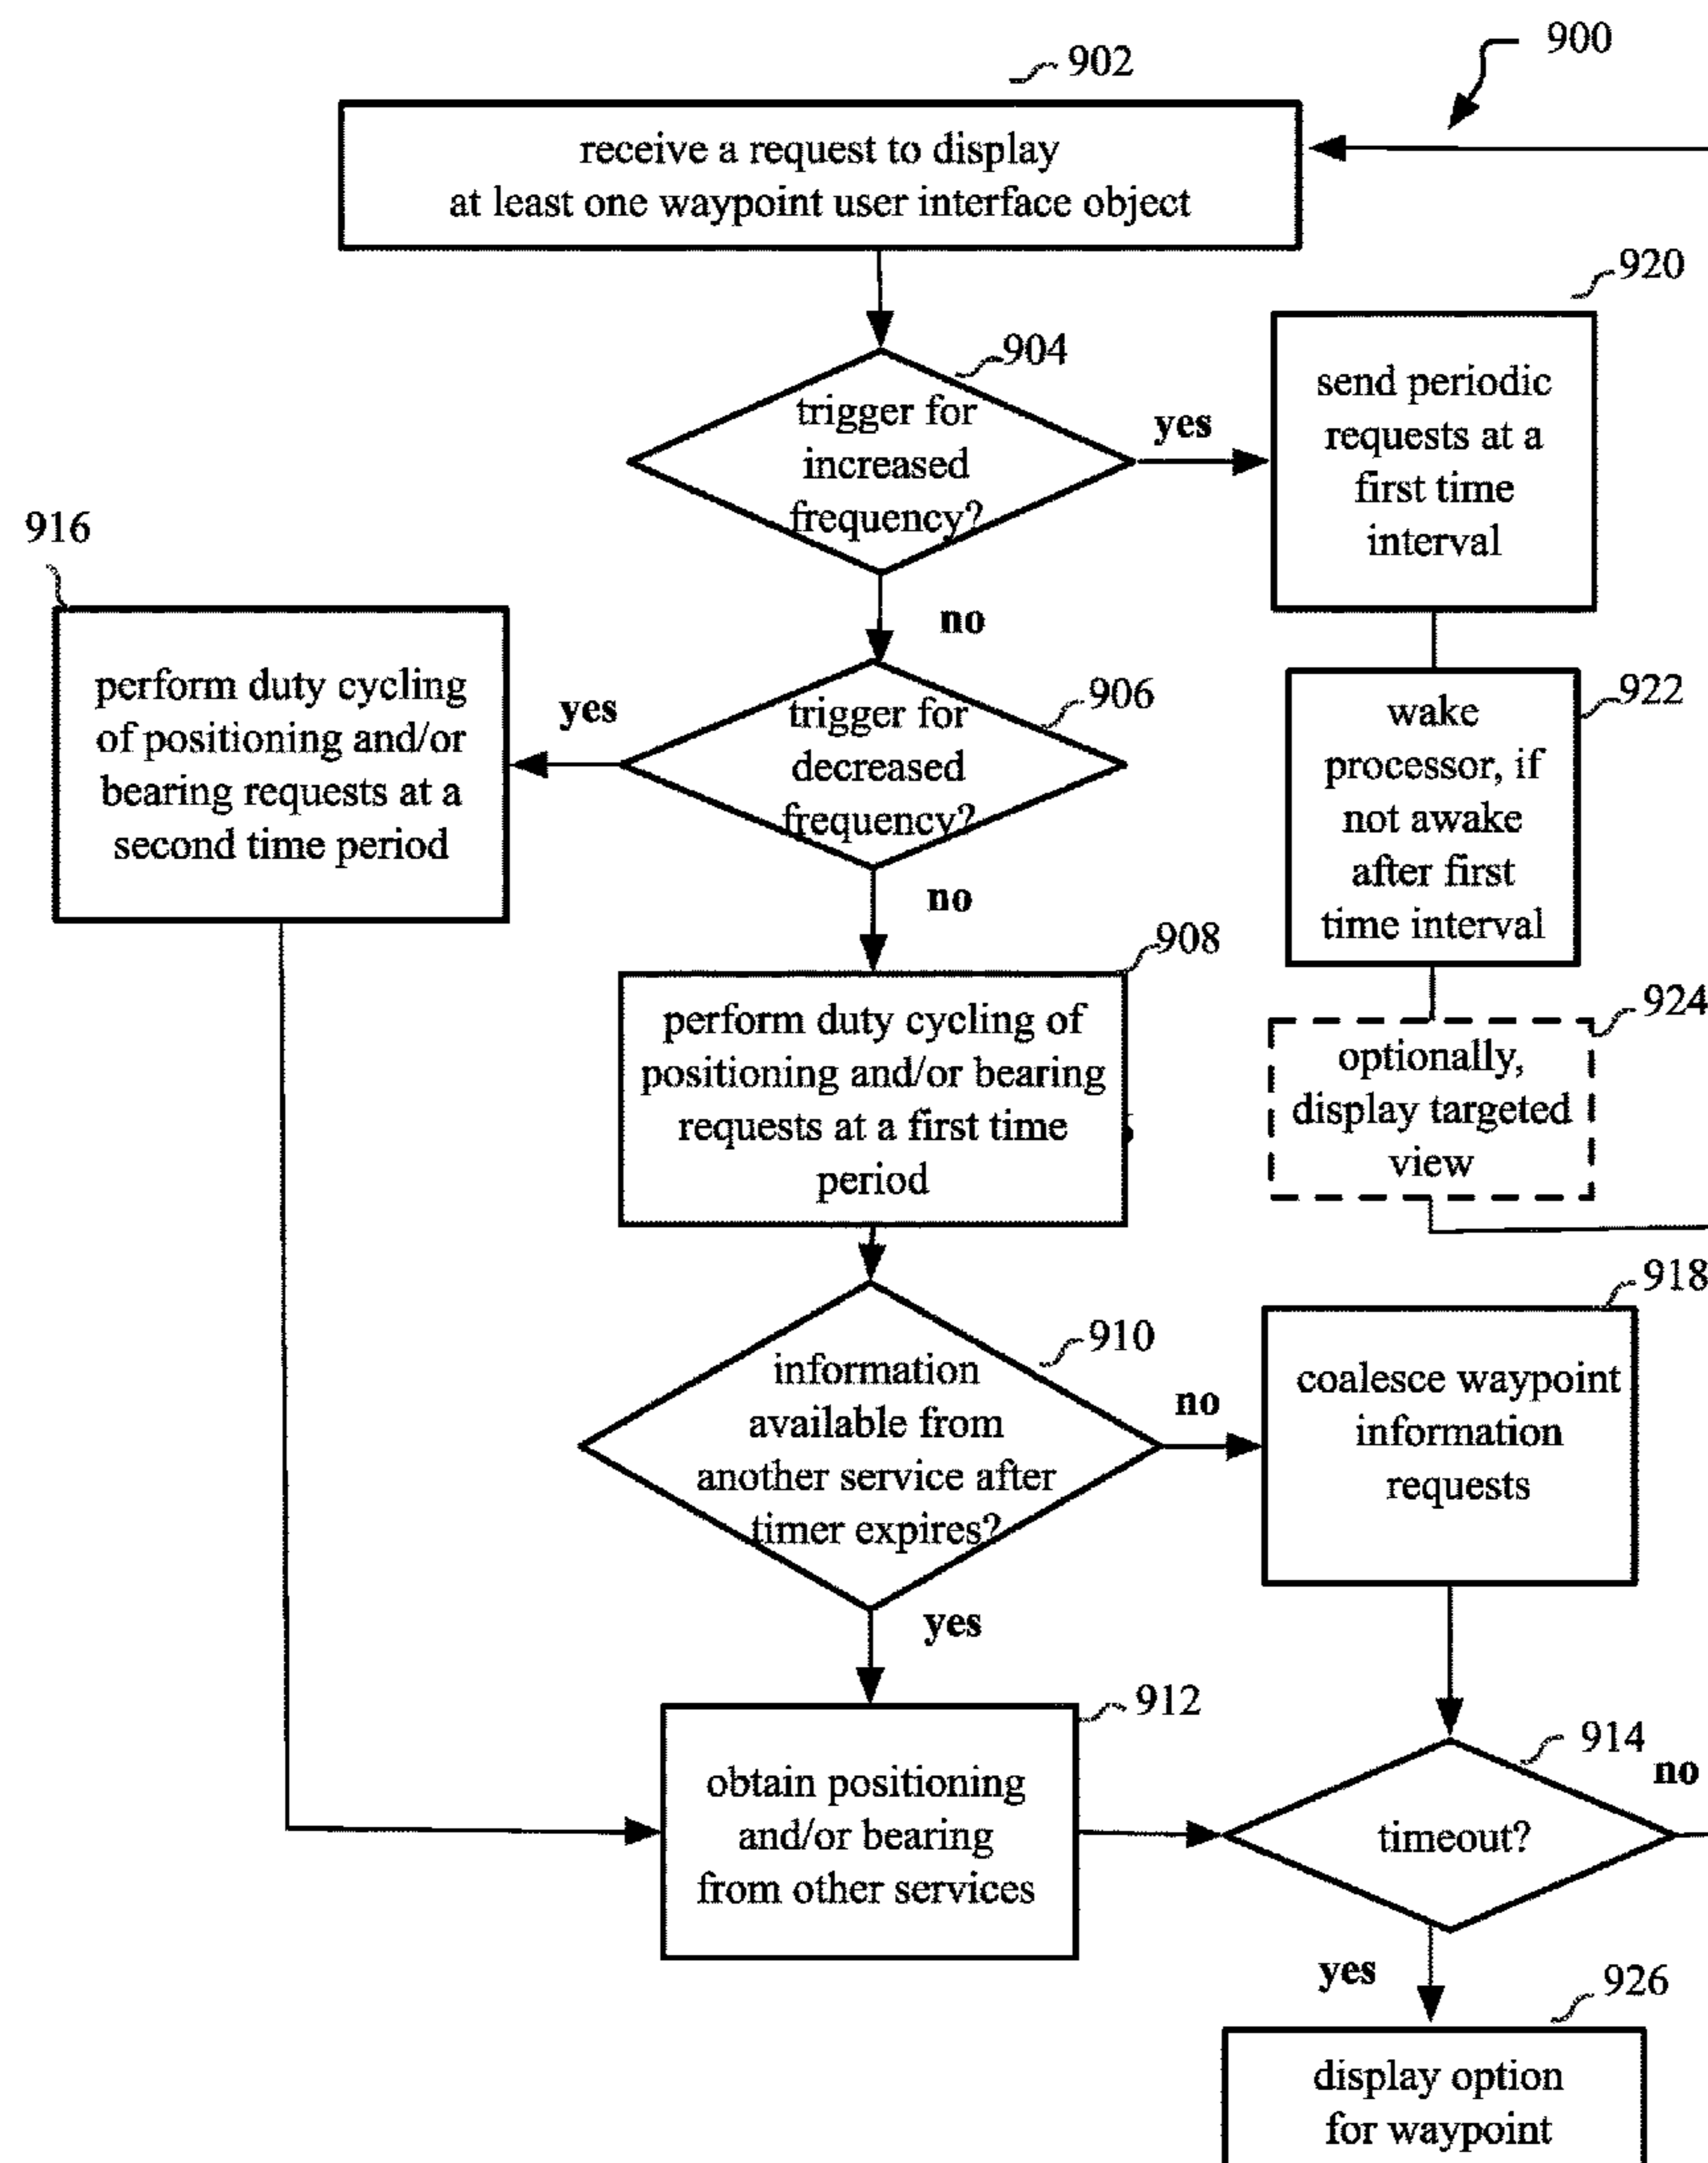 900
902
receive a request to display
at least one waypoint user interface object
904
trigger for
increased
frequency?
yes
no
920
send periodic
requests at a
first time
interval
922
wake
processor, if
not awake
after first
time interval
924
optionally,
display targeted
view
906
trigger for
decreased
frequency?
yes
no
916
perform duty cycling
of positioning and/or
bearing requests at a
second time period
908
perform duty cycling of
positioning and/or bearing
requests at a first time
period
910
information
available from
another service after
timer expires?
no
yes
918
coalesce waypoint
information
requests
912
obtain positioning
and/or bearing
from other services
914
timeout?
no
yes
926
display option
for waypoint